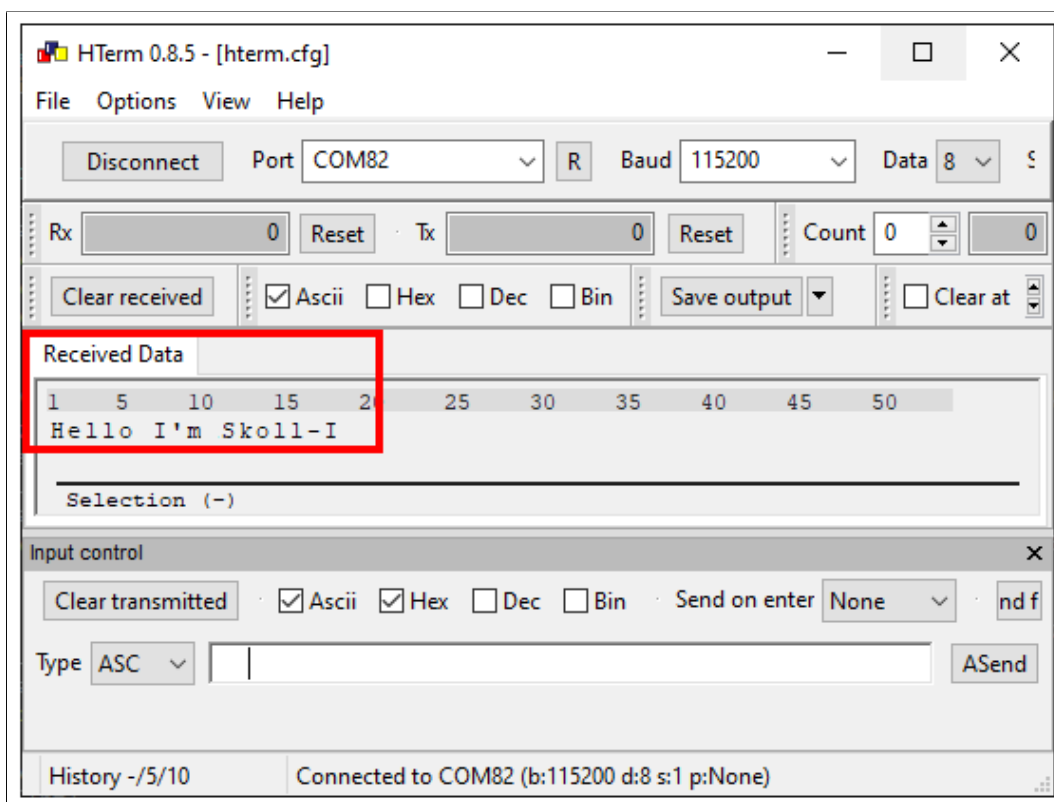 HTerm 0.8.5 - [hterm.cfg]
File Options View Help
Disconnect Port COM82 R Baud 115200 Data 8 S
Rx 0 Reset Tx 0 Reset Count 0 0
Clear received Ascii Hex Dec Bin Save output Clear at
Received Data
1 5 10 15 20 25 30 35 40 45 50
Hello I'm Skoll-I
Selection (-)
Input control
Clear transmitted Ascii Hex Dec Bin Send on enter None nd f
Type ASC ASend
History -/5/10 Connected to COM82 (b:115200 d:8 s:1 p:None)